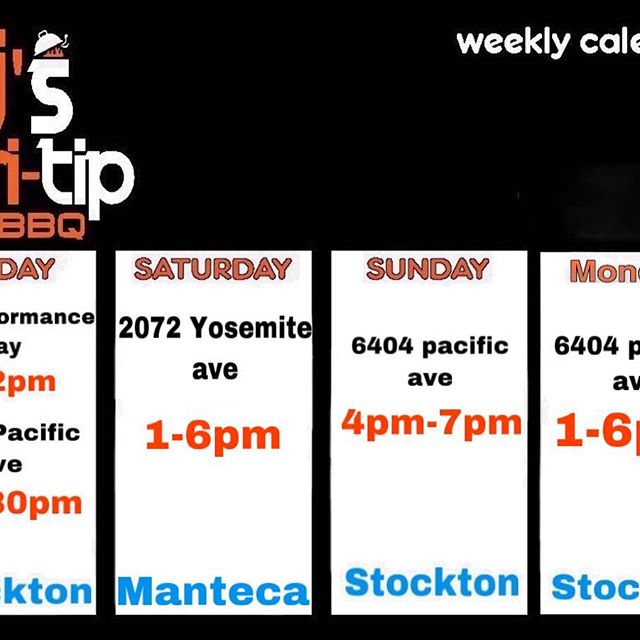 weekly cale
j's
i-tip
BBQ
DAY
ormance
ay
2pm
Pacific
ve
30pm
ckton
SATURDAY
2072 Yosemite
ave
1-6pm
Manteca
SUNDAY
6404 pacific
ave
4pm-7pm
Stockton
Mon
6404 p
av
1-6p
Stoc